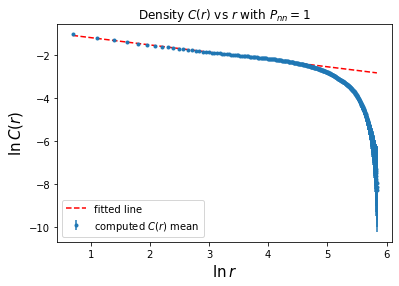 Density C(r) vs r with Pnn = 1
ln C(r)
−2
−4
−6
−8
−10
fitted line
computed C(r) mean
1
2
3
4
5
6
ln r